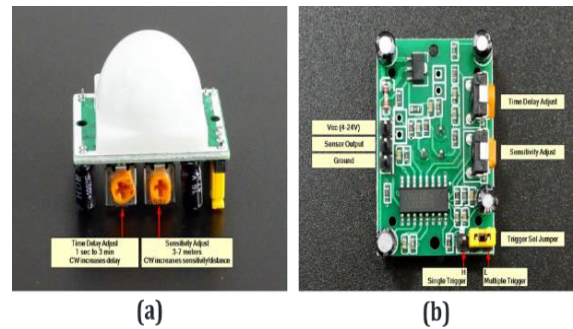 Time Delay Adjust
1 sec to 3 min
CW increases delay
Sensitivity Adjust
3-7 meters
CW increases sensitivity/distance
(a)
Vcc (4-24V)
Sensor Output
Ground
Time Delay Adjust
Sensitivity Adjust
Trigger Sel Jumper
H
Single Trigger
L
Multiple Trigger
(b)